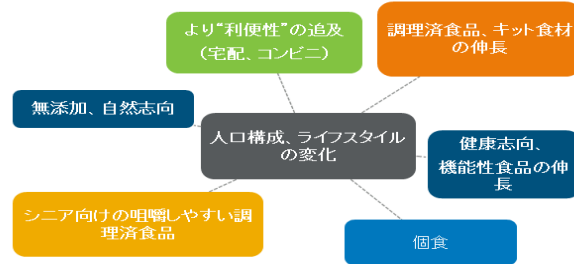 より“利便性”の追及
（宅配、コンビニ）
調理済食品、キット食材
の伸長
無添加、自然志向
人口構成、ライフスタイル
の変化
健康志向、
機能性食品の伸
長
シニア向けの咀嚼しやすい調
理済食品
個食